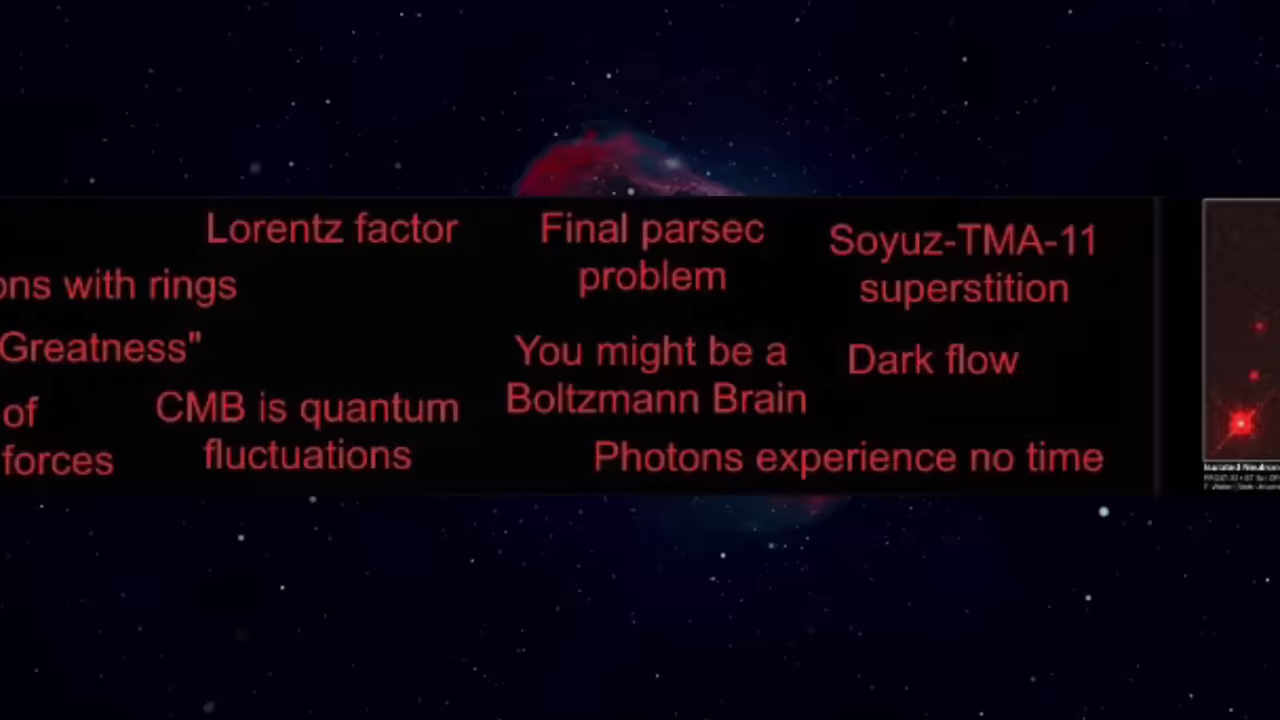 Lorentz factor
ons with rings
Greatness"
of
forces
CMB is quantum
fluctuations
Final parsec
problem
You might be a
Boltzmann Brain
Soyuz-TMA-11
superstition
Dark flow
Photons experience no time